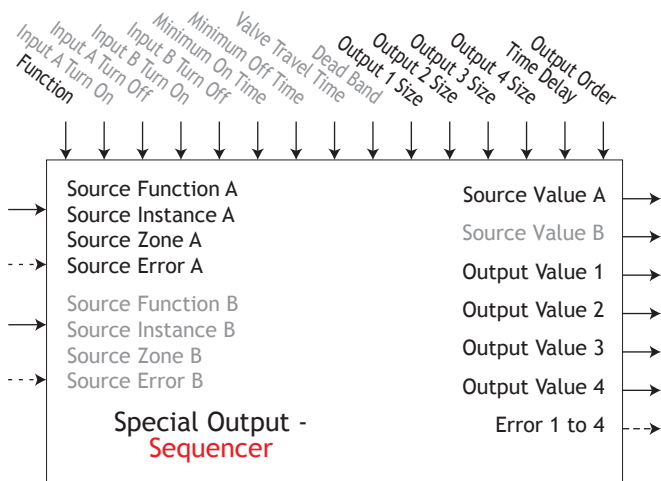 Function
Input A Turn On
Input A Turn Off
Input B Turn On
Input B Turn Off
Minimum On Time
Minimum Off Time
Valve Travel Time
Dead Band
Output 1 Size
Output 2 Size
Output 3 Size
Output 4 Size
Time Delay
Output Order
Source Function A
Source Instance A
Source Zone A
Source Error A
Source Function B
Source Instance B
Source Zone B
Source Error B
Source Value A
Source Value B
Output Value 1
Output Value 2
Output Value 3
Output Value 4
Error 1 to 4
Special Output -
Sequencer